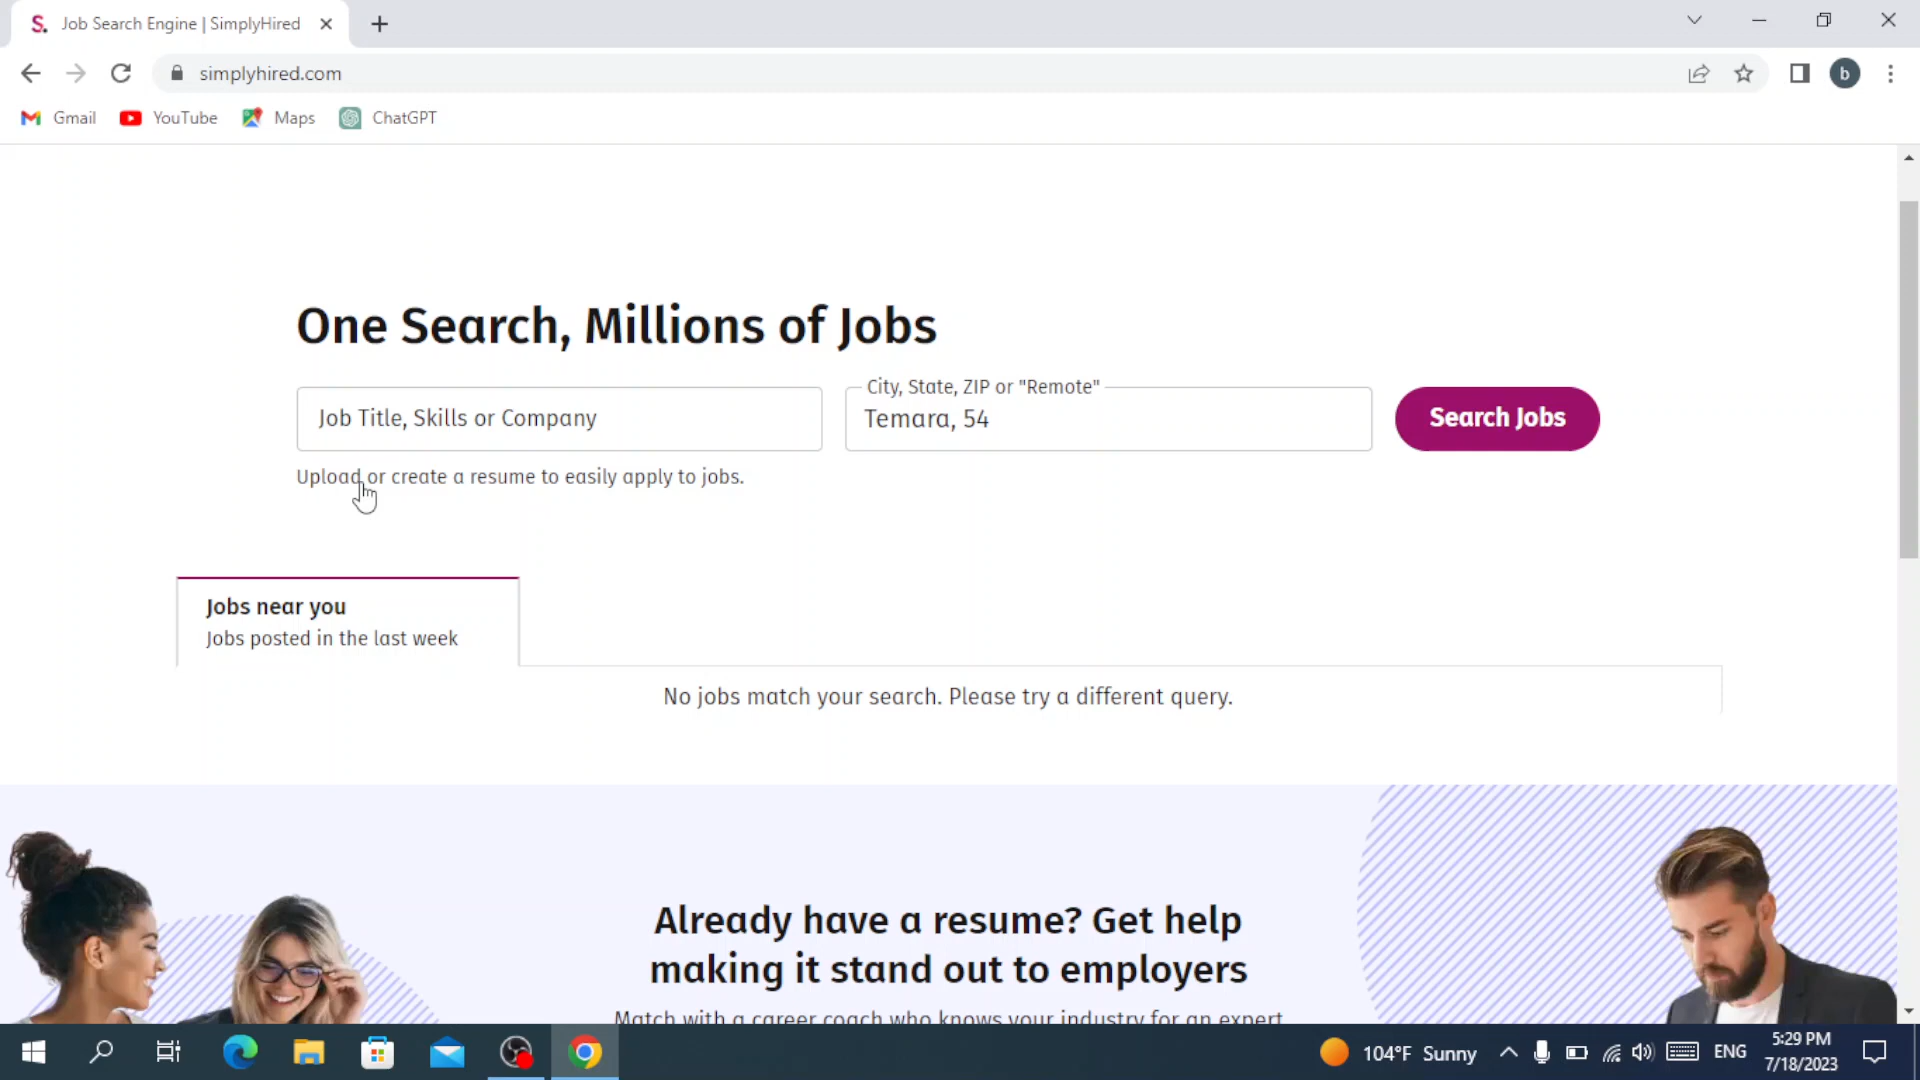 Job Search Engine | SimplyHired
simplyhired.com
b
Gmail
YouTube
Maps
ChatGPT
One Search, Millions of Jobs
City, State, ZIP or "Remote"
Job Title, Skills or Company
Temara, 54
Search Jobs
Upload or create a resume to easily apply to jobs.
Jobs near you
Jobs posted in the last week
No jobs match your search. Please try a different query.
Already have a resume? Get help
making it stand out to employers
Match with a career coach who knows your industry for an expert
104°F Sunny
ENG
5:29 PM
7/18/2023